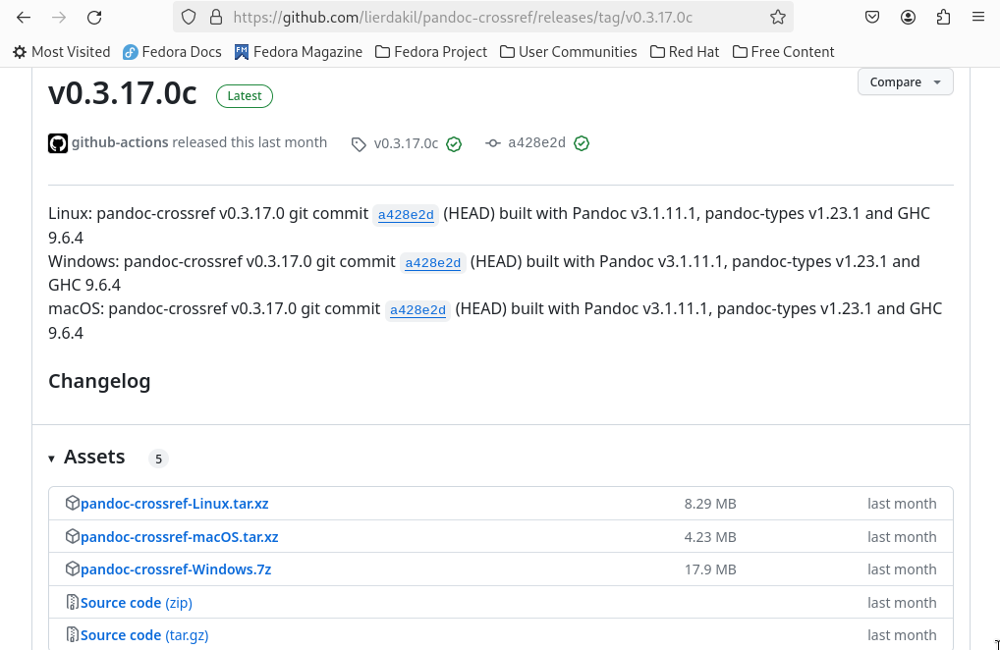 https://github.com/lierdakil/pandoc-crossref/releases/tag/v0.3.17.0c
Most Visited Fedora Docs Fedora Magazine Fedora Project User Communities Red Hat Free Content
v0.3.17.0c Latest Compare
github-actions released this last month v0.3.17.0c a428e2d
Linux: pandoc-crossref v0.3.17.0 git commit a428e2d (HEAD) built with Pandoc v3.1.11.1, pandoc-types v1.23.1 and GHC
9.6.4
Windows: pandoc-crossref v0.3.17.0 git commit a428e2d (HEAD) built with Pandoc v3.1.11.1, pandoc-types v1.23.1 and
GHC 9.6.4
macOS: pandoc-crossref v0.3.17.0 git commit a428e2d (HEAD) built with Pandoc v3.1.11.1, pandoc-types v1.23.1 and GHC
9.6.4
Changelog
Assets 5
pandoc-crossref-Linux.tar.xz 8.29 MB last month
pandoc-crossref-macOS.tar.xz 4.23 MB last month
pandoc-crossref-Windows.7z 17.9 MB last month
Source code (zip) last month
Source code (tar.gz) last month